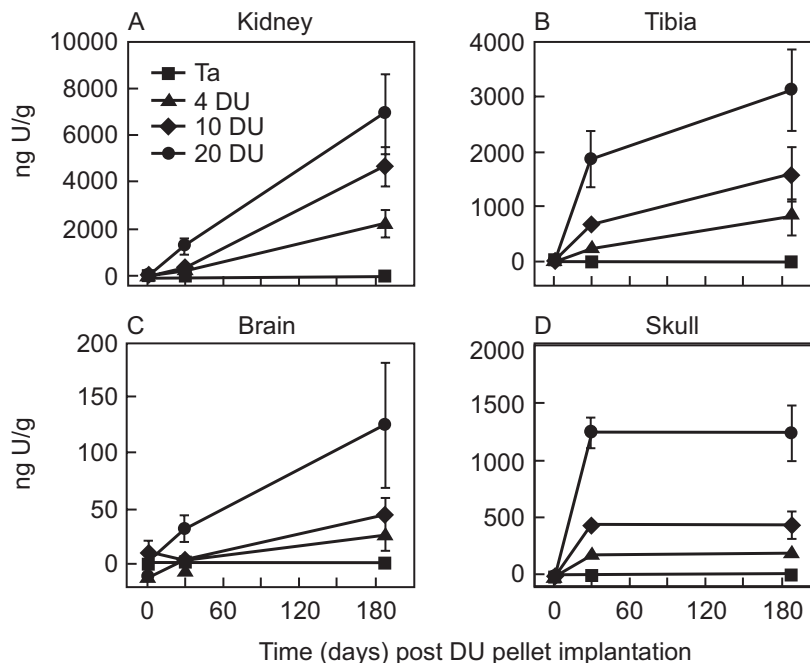 A Kidney
10000
8000
6000
4000
2000
0
ng U/g
Ta
4 DU
10 DU
20 DU
B Tibia
4000
3000
2000
1000
0
C Brain
200
150
100
50
0
ng U/g
0 60 120 180
D Skull
2000
1500
1000
500
0
0 60 120 180
Time (days) post DU pellet implantation